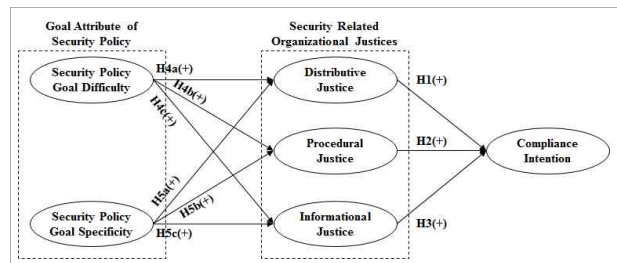 Goal Attribute of
Security Policy
Security Related
Organizational Justices
Security Policy
Goal Difficulty
H4a(+)
H4b(+)
H4c(+)
Distributive
Justice
H1(+)
Procedural
Justice
H2(+)
Compliance
Intention
H5a(+)
H5b(+)
Security Policy
Goal Specificity
H5c(+)
Informational
Justice
H3(+)